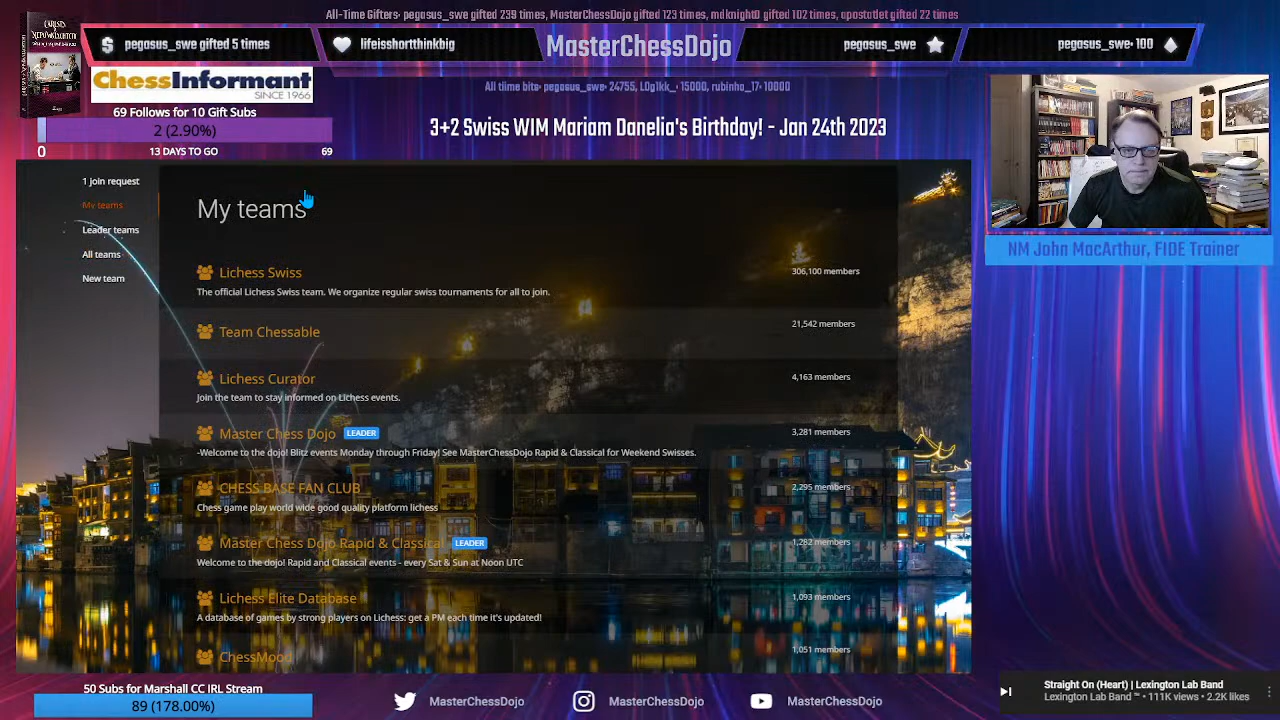 All-Time Gifters• pegasus_swe gifted 239 times, MasterChessDojo gifted 123 times, mdknight0 gifted 102 times, apostatlet gifted 22 times
pegasus_swe gifted 5 times
lifeisshortthinkbig
MasterChessDojo
pegasus_swe
pegasus_swe• 100
ChessInformant
SINCE 1966
All time bits• pegasus_swe• 24755, L0g1kk_• 15000, rubinho_17• 10000
69 Follows for 10 Gift Subs
2 (2.90%)
0
13 DAYS TO GO
69
3+2 Swiss WIM Mariam Danelia's Birthday! - Jan 24th 2023
NM John MacArthur, FIDE Trainer
1 join request
My teams
Leader teams
All teams
New team
My teams
Lichess Swiss
306,100 members
The official Lichess Swiss team. We organize regular swiss tournaments for all to join.
Team Chessable
21,542 members
Lichess Curator
4,163 members
Join the team to stay informed on Lichess events.
Master Chess Dojo LEADER
3,281 members
-Welcome to the dojo! Blitz events Monday through Friday! See MasterChessDojo Rapid & Classical for Weekend Swisses.
CHESS BASE FAN CLUB
2,295 members
Chess game play world wide good quality platform lichess
Master Chess Dojo Rapid & Classical LEADER
1,282 members
Welcome to the dojo! Rapid and Classical events - every Sat & Sun at Noon UTC
Lichess Elite Database
1,093 members
A database of games by strong players on Lichess: get a PM each time it's updated!
ChessMood
1,051 members
50 Subs for Marshall CC IRL Stream
89 (178.00%)
MasterChessDojo
MasterChessDojo
MasterChessDojo
Straight On (Heart) | Lexington Lab Band
Lexington Lab Band ™ • 111K views • 2.2K likes